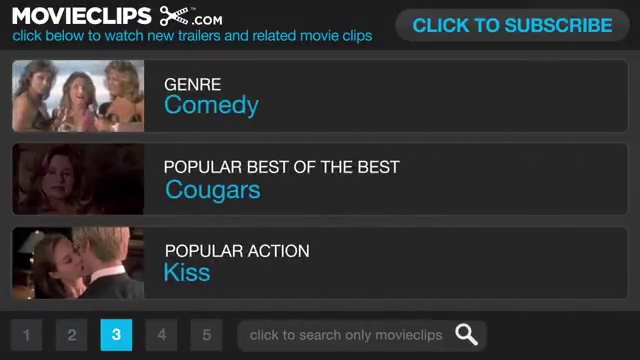 MOVIECLIPS .COM
click below to watch new trailers and related movie clips
CLICK TO SUBSCRIBE
GENRE
Comedy
POPULAR BEST OF THE BEST
Cougars
POPULAR ACTION
Kiss
1 2 3 4 5 click to search only movieclips